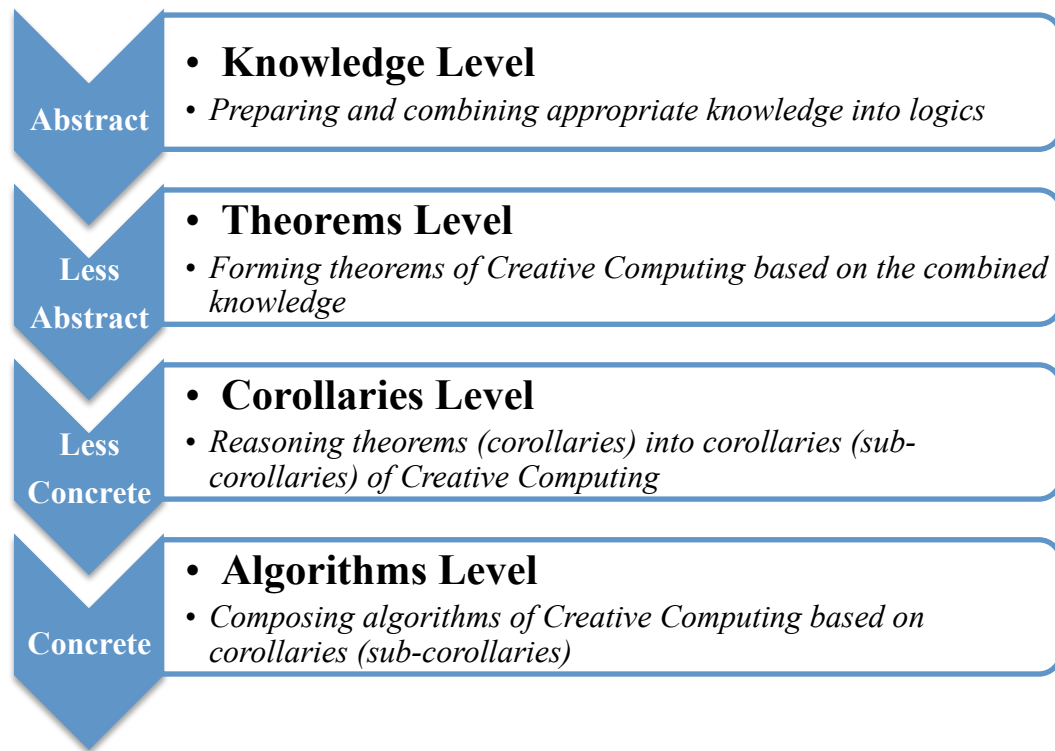 Abstract
• Knowledge Level
• Preparing and combining appropriate knowledge into logics
Less
Abstract
• Theorems Level
• Forming theorems of Creative Computing based on the combined
knowledge
Less
Concrete
• Corollaries Level
• Reasoning theorems (corollaries) into corollaries (sub-
corollaries) of Creative Computing
Concrete
• Algorithms Level
• Composing algorithms of Creative Computing based on
corollaries (sub-corollaries)